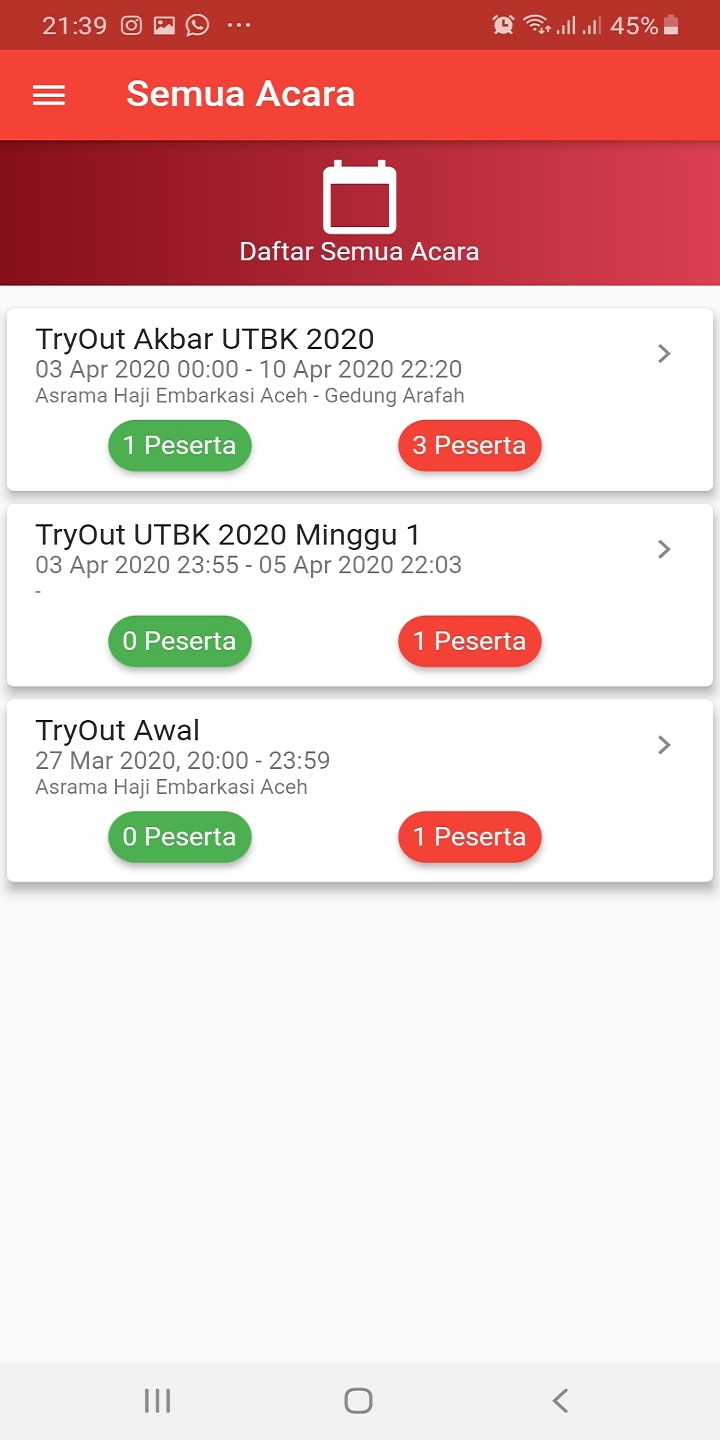 21:39 45%
Semua Acara
Daftar Semua Acara
TryOut Akbar UTBK 2020
03 Apr 2020 00:00 - 10 Apr 2020 22:20
Asrama Haji Embarkasi Aceh - Gedung Arafah
1 Peserta 3 Peserta
TryOut UTBK 2020 Minggu 1
03 Apr 2020 23:55 - 05 Apr 2020 22:03
-
0 Peserta 1 Peserta
TryOut Awal
27 Mar 2020, 20:00 - 23:59
Asrama Haji Embarkasi Aceh
0 Peserta 1 Peserta